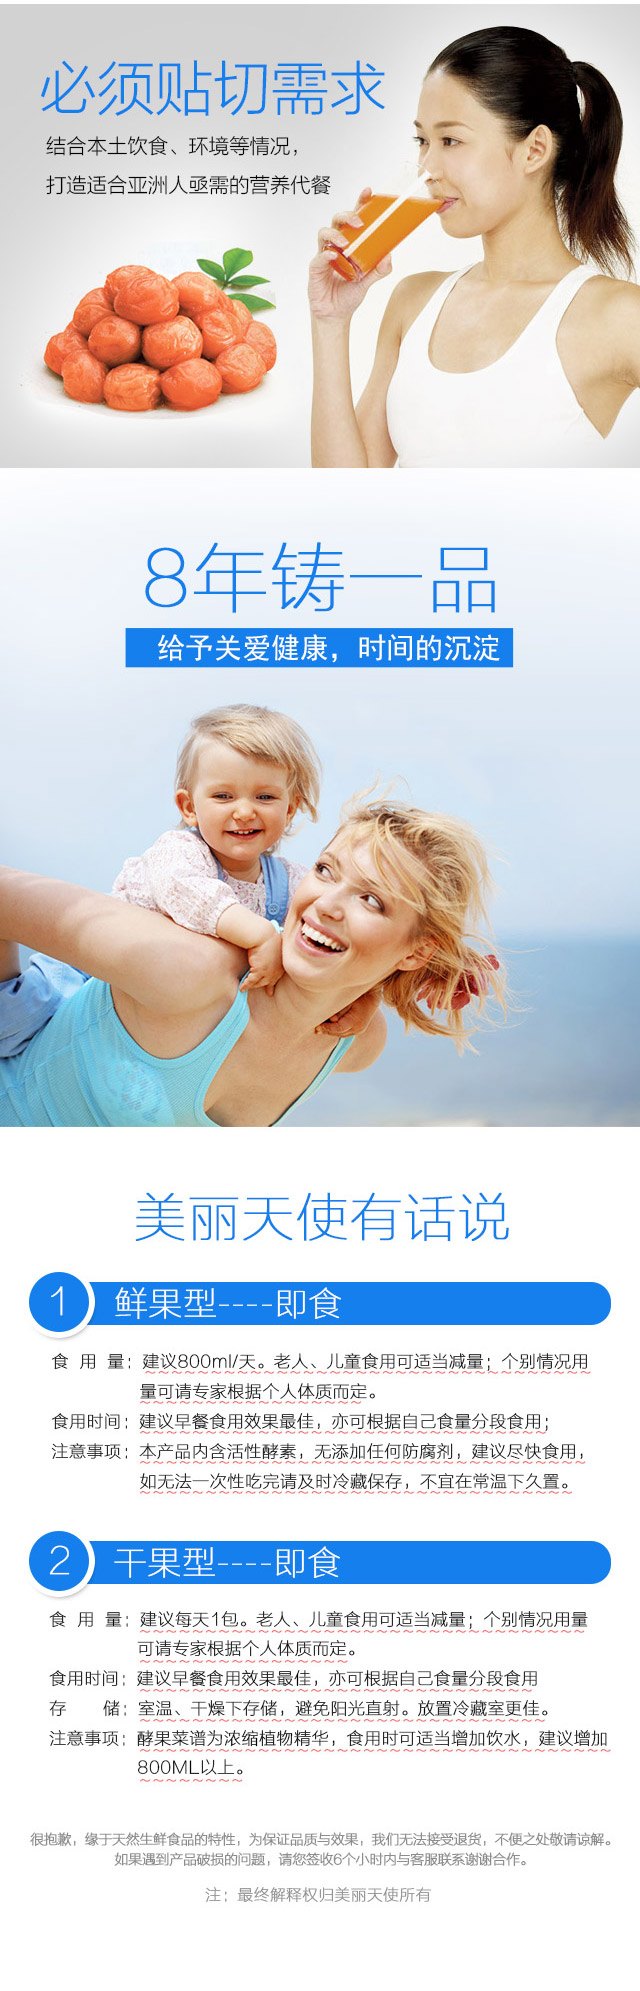 必须贴切需求
结合本土饮食、环境等情况，
打造适合亚洲人亟需的营养代餐
8年铸一品
给予关爱健康，时间的沉淀
美丽天使有话说
1 鲜果型----即食
食 用 量：建议800ml/天。老人、儿童食用可适当减量；个别情况用
量可请专家根据个人体质而定。
食用时间：建议早餐食用效果最佳，亦可根据自己食量分段食用；
注意事项：本产品内含活性酵素，无添加任何防腐剂，建议尽快食用，
如无法一次性吃完请及时冷藏保存，不宜在常温下久置。
2 干果型----即食
食 用 量：建议每天1包。老人、儿童食用可适当减量；个别情况用量
可请专家根据个人体质而定。
食用时间：建议早餐食用效果最佳，亦可根据自己食量分段食用
存 储：室温、干燥下存储，避免阳光直射。放置冷藏室更佳。
注意事项：酵果菜谱为浓缩植物精华，食用时可适当增加饮水，建议增加
800ML以上。
很抱歉，缘于天然生鲜食品的特性，为保证品质与效果，我们无法接受退货，不便之处敬请谅解。
如果遇到产品破损的问题，请您签收6个小时内与客服联系谢谢合作。
注：最终解释权归美丽天使所有